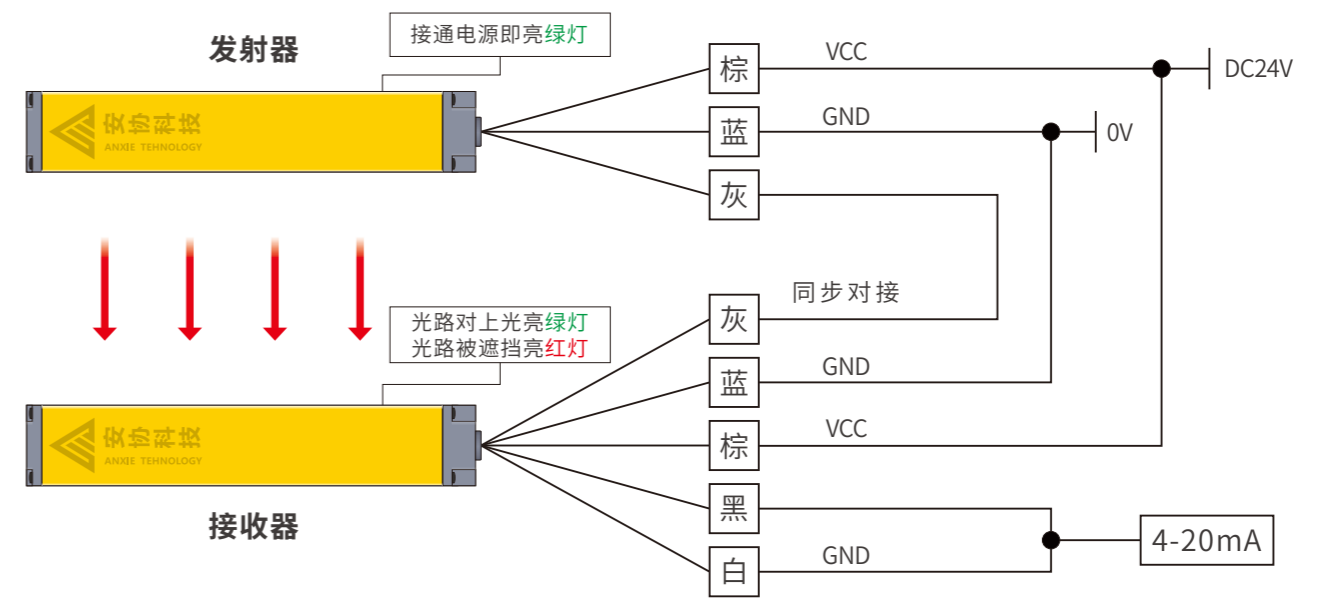 发射器
接通电源即亮绿灯
安协科技
ANXIE TEHNOLOGY
棕
VCC
DC24V
蓝
GND
0V
灰
光路对上光亮绿灯
光路被遮挡亮红灯
灰
同步对接
蓝
GND
安协科技
ANXIE TEHNOLOGY
棕
VCC
接收器
黑
4-20mA
白
GND